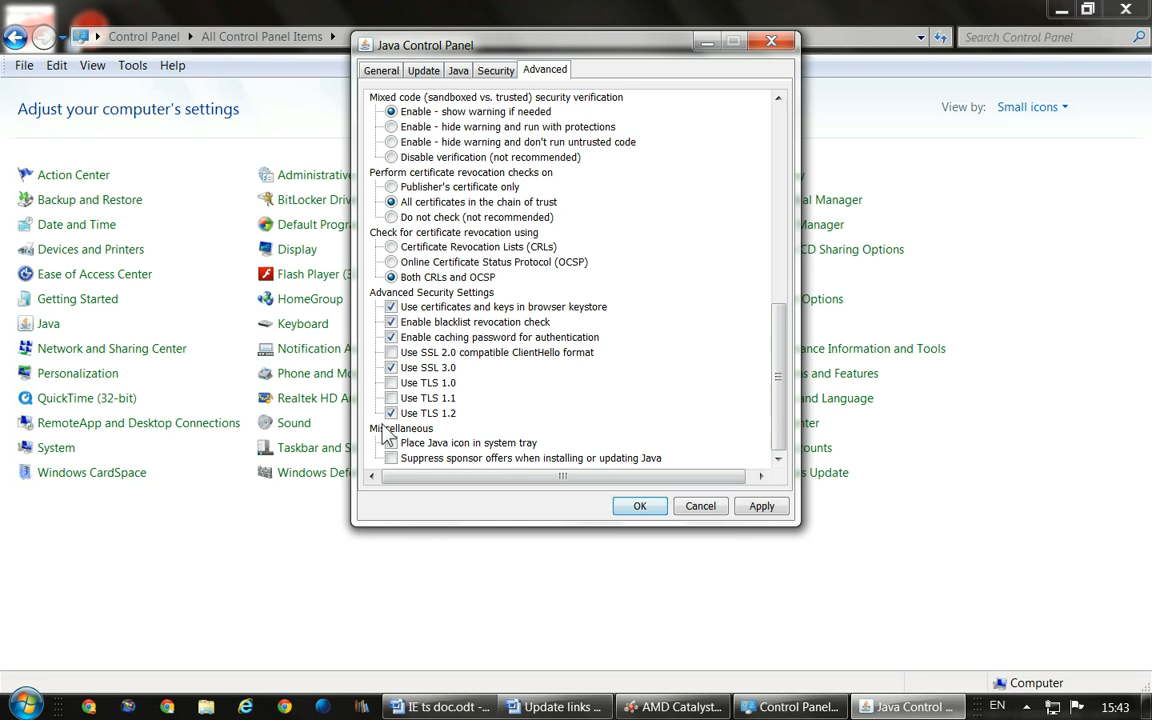 Control Panel
All Control Panel Items
Search Control Panel
File Edit View Tools Help
Adjust your computer's settings
View by: Small icons
Action Center
Backup and Restore
Date and Time
Devices and Printers
Ease of Access Center
Getting Started
Java
Network and Sharing Center
Personalization
QuickTime (32-bit)
RemoteApp and Desktop Connections
System
Windows CardSpace
Administrative
BitLocker Driv
Default Progr
Display
Flash Player (3
HomeGroup
Keyboard
Notification A
Phone and Mo
Realtek HD A
Sound
Taskbar and S
Windows Def
Java Control Panel
General Update Java Security Advanced
Mixed code (sandboxed vs. trusted) security verification
Enable - show warning if needed
Enable - hide warning and run with protections
Enable - hide warning and don't run untrusted code
Disable verification (not recommended)
Perform certificate revocation checks on
Publisher's certificate only
All certificates in the chain of trust
Do not check (not recommended)
Check for certificate revocation using
Certificate Revocation Lists (CRLs)
Online Certificate Status Protocol (OCSP)
Both CRLs and OCSP
Advanced Security Settings
Use certificates and keys in browser keystore
Enable blacklist revocation check
Enable caching password for authentication
Use SSL 2.0 compatible ClientHello format
Use SSL 3.0
Use TLS 1.0
Use TLS 1.1
Use TLS 1.2
Miscellaneous
Place Java icon in system tray
Suppress sponsor offers when installing or updating Java
OK Cancel Apply
al Manager
Manager
CD Sharing Options
Options
ance Information and Tools
and Features
nter
counts
s Update
Computer
IE ts doc.odt -...
Update links ...
AMD Catalyst...
Control Panel...
Java Control ...
EN
15:43